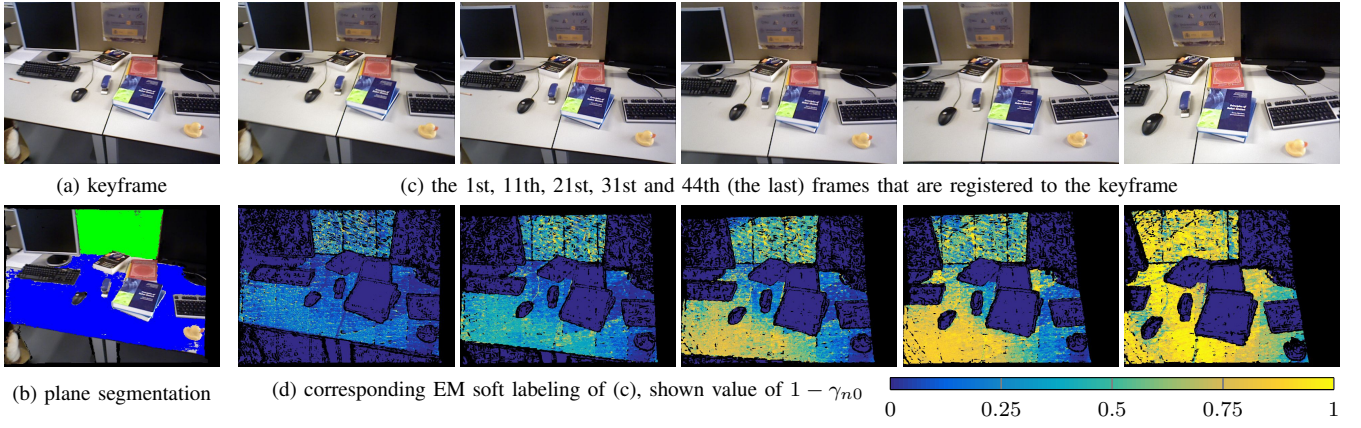 (a) keyframe
(c) the 1st, 11th, 21st, 31st and 44th (the last) frames that are registered to the keyframe
(b) plane segmentation
(d) corresponding EM soft labeling of (c), shown value of 1 − γn0
0 0.25 0.5 0.75 1